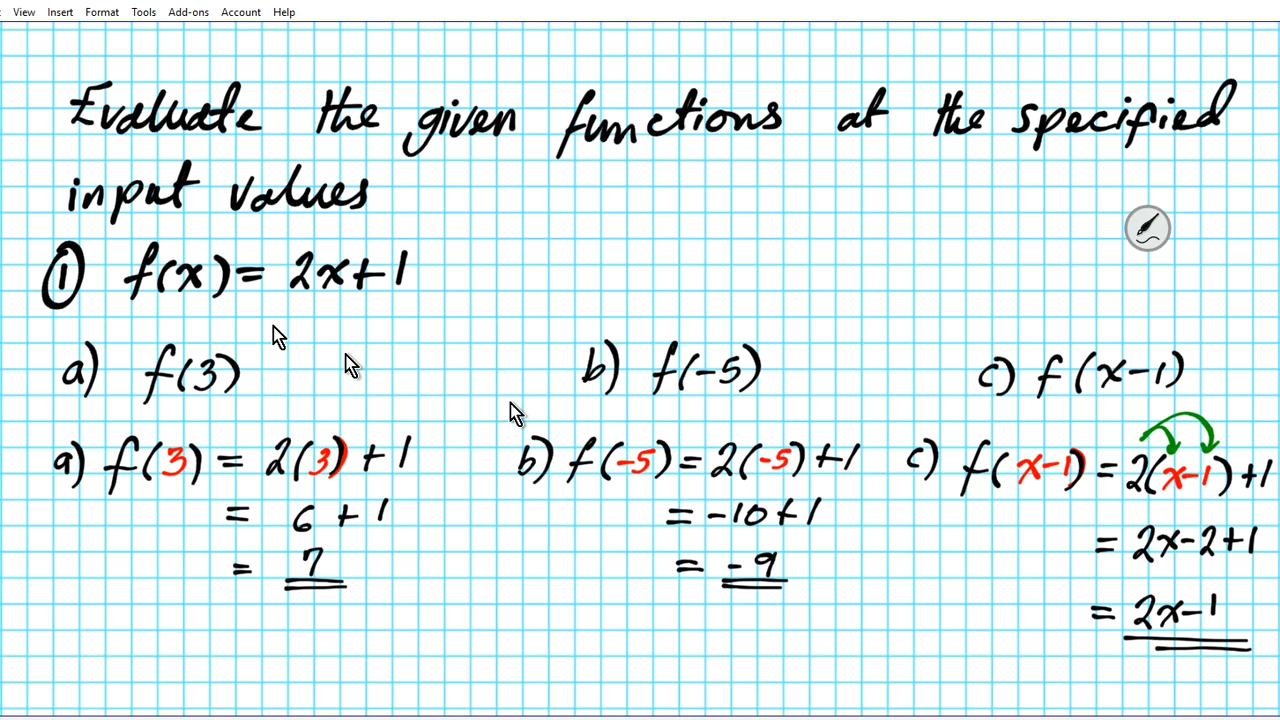 View Insert Format Tools Add-ons Account Help
Evaluate the given functions at the specified
input values
① f(x) = 2x+1
a) f(3) b) f(-5) c) f(x-1)
a) f(3) = 2(3) + 1 b) f(-5) = 2(-5) + 1 c) f(x-1) = 2(x-1) + 1
= 6 + 1 = -10 + 1 = 2x-2+1
= 7 = -9 = 2x-1